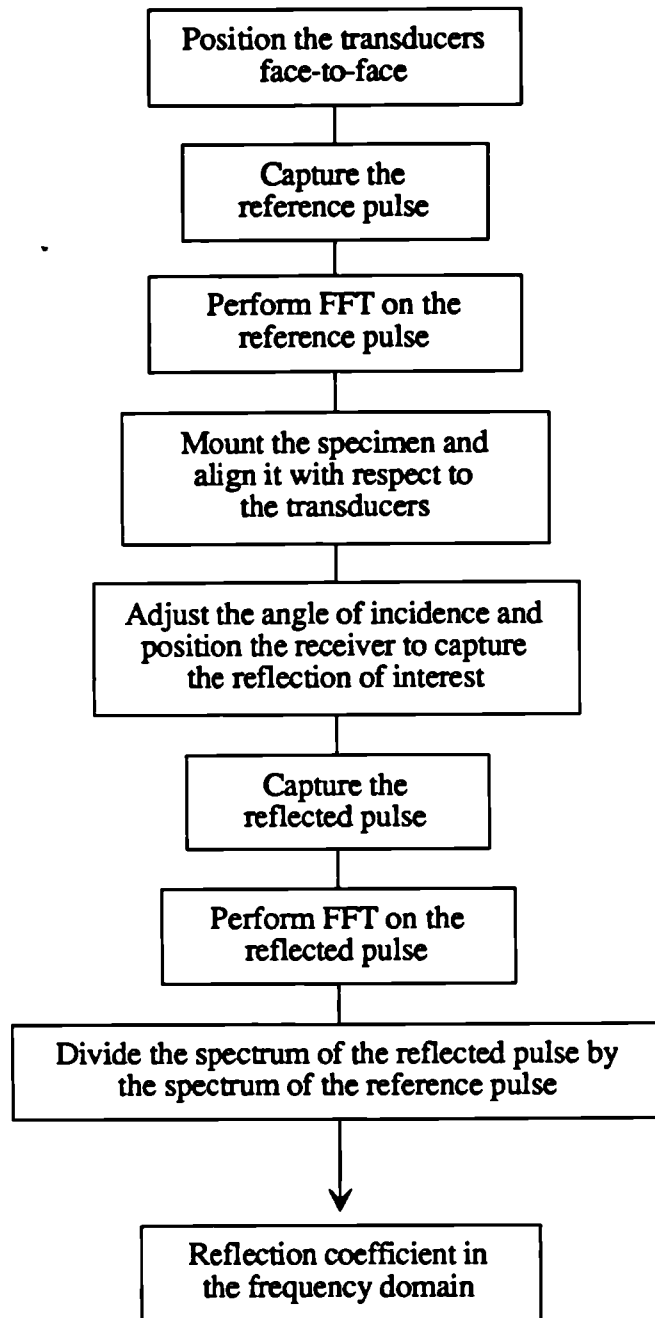 Position the transducers
face-to-face
Capture the
reference pulse
Perform FFT on the
reference pulse
Mount the specimen and
align it with respect to
the transducers
Adjust the angle of incidence and
position the receiver to capture
the reflection of interest
Capture the
reflected pulse
Perform FFT on the
reflected pulse
Divide the spectrum of the reflected pulse by
the spectrum of the reference pulse
Reflection coefficient in
the frequency domain